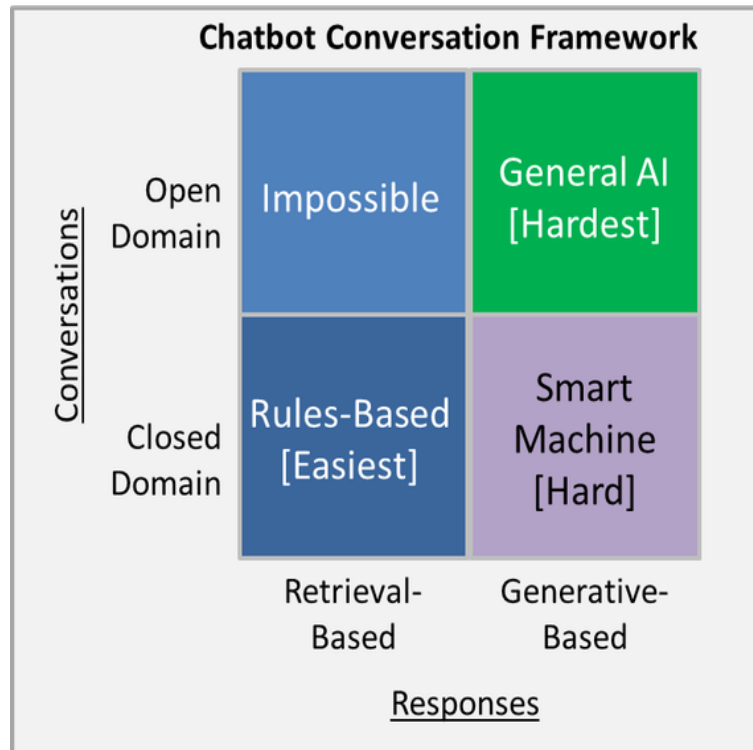 Chatbot Conversation Framework
Conversations
Open
Domain
Impossible
General AI
[Hardest]
Closed
Domain
Rules-Based
[Easiest]
Smart
Machine
[Hard]
Retrieval-
Based
Generative-
Based
Responses